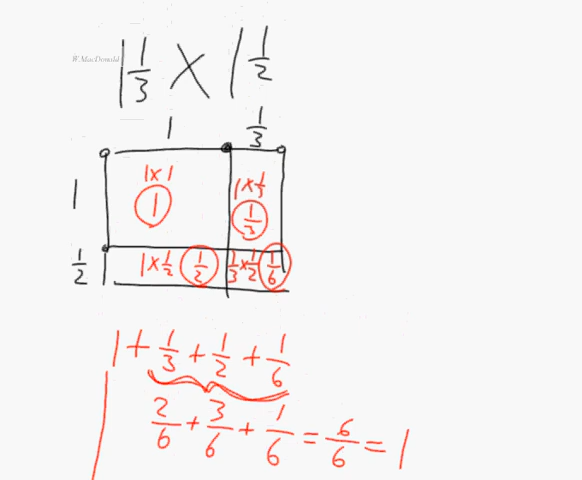 W.MacDonald
1 1/3 × 1 1/2
1 1/3
1 1×1 1×1/3
1 1/3
1/2 1×1/2 1/2 1/3×1/2 1/6
1+1/3+1/2+1/6
1 2/6+3/6+1/6=6/6=1